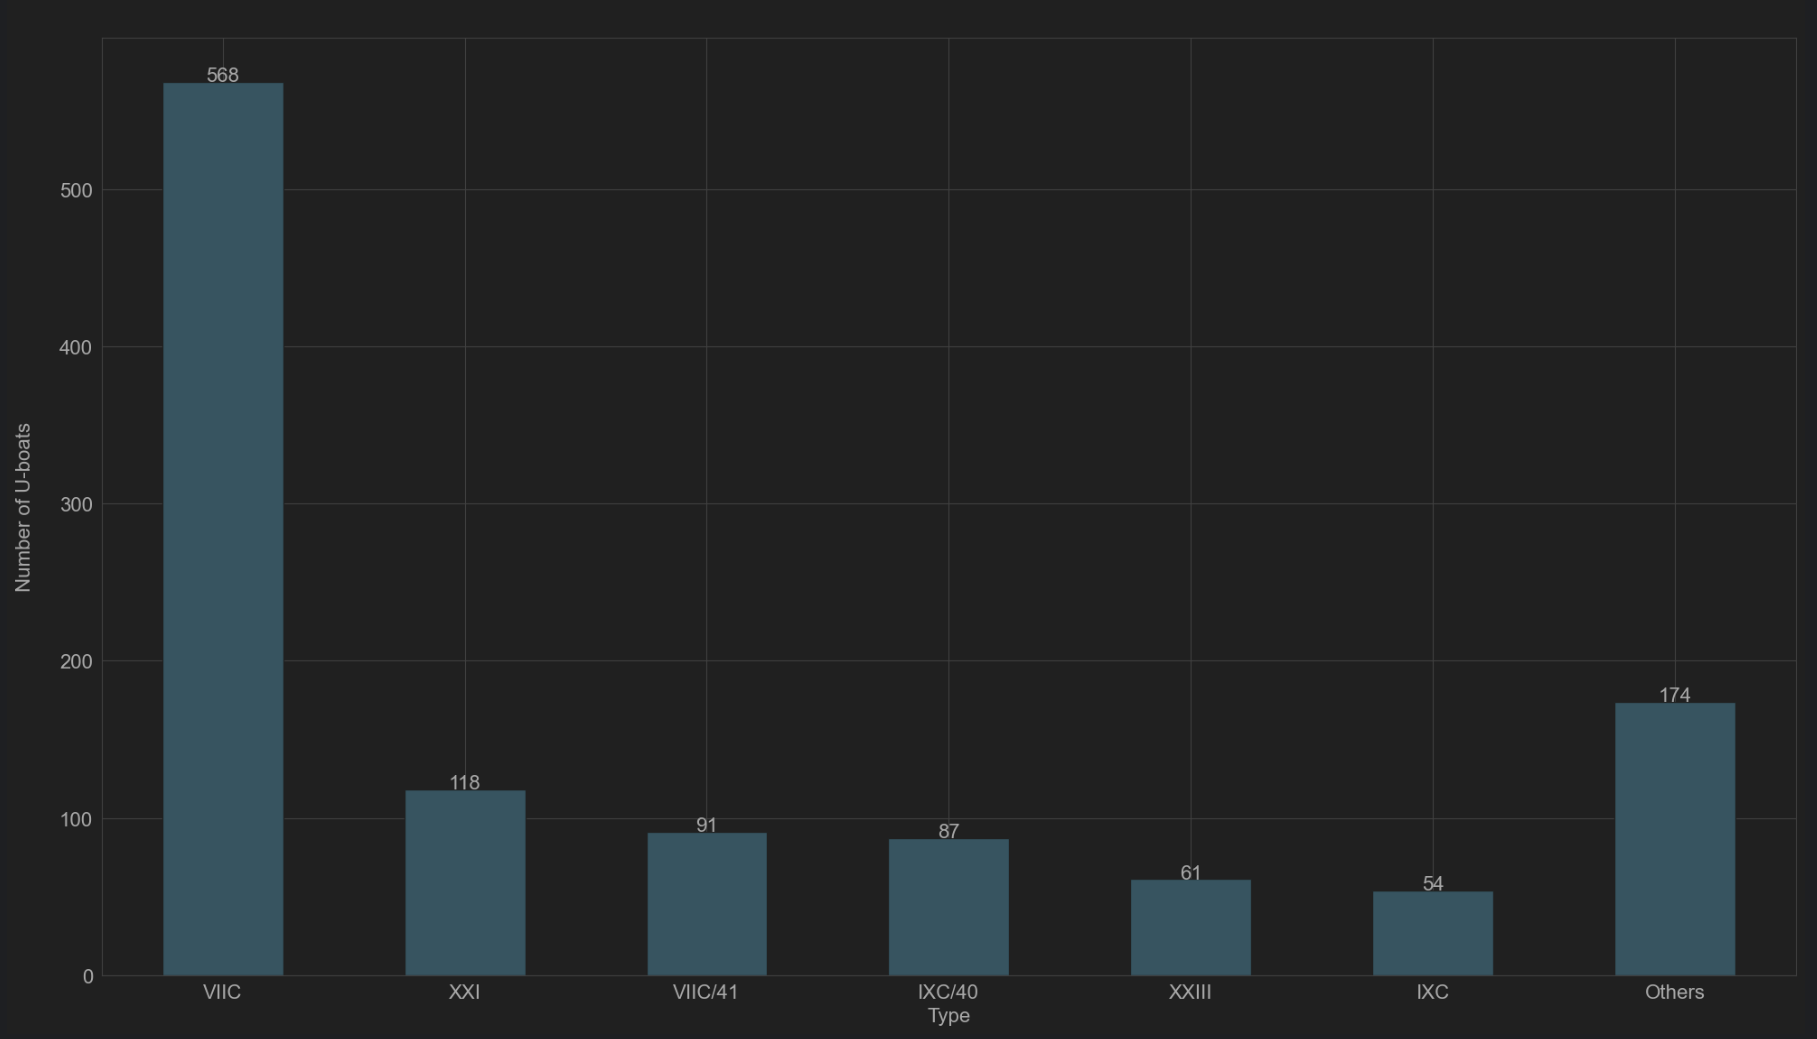 568
500
400
300
200
174
118
100
91
87
61
54
0
Number of U-boats
VIIC
XXI
VIIC/41
IXC/40
XXIII
IXC
Others
Type